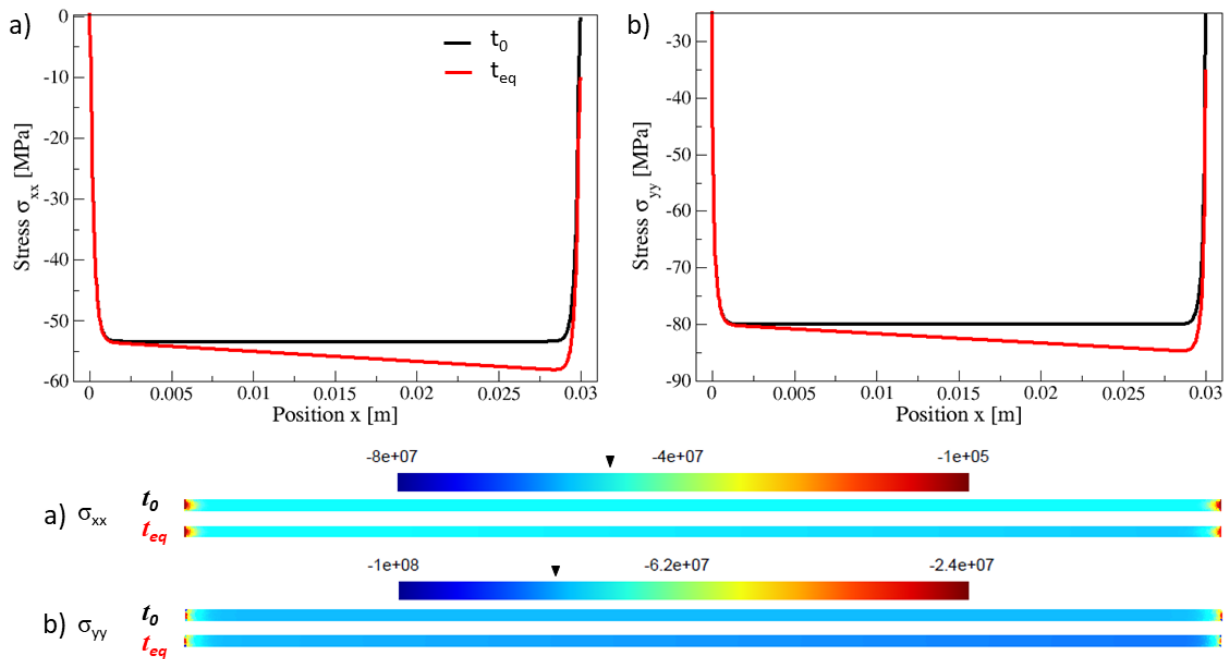 a)
t0
teq
0
-10
-20
-30
-40
-50
-60
Stress σxx [MPa]
0 0.005 0.01 0.015 0.02 0.025 0.03
Position x [m]
b)
-30
-40
-50
-60
-70
-80
-90
Stress σyy [MPa]
0 0.005 0.01 0.015 0.02 0.025 0.03
Position x [m]
-8e+07 -4e+07 -1e+05
a) σxx t0
teq
-1e+08 -6.2e+07 -2.4e+07
b) σyy t0
teq